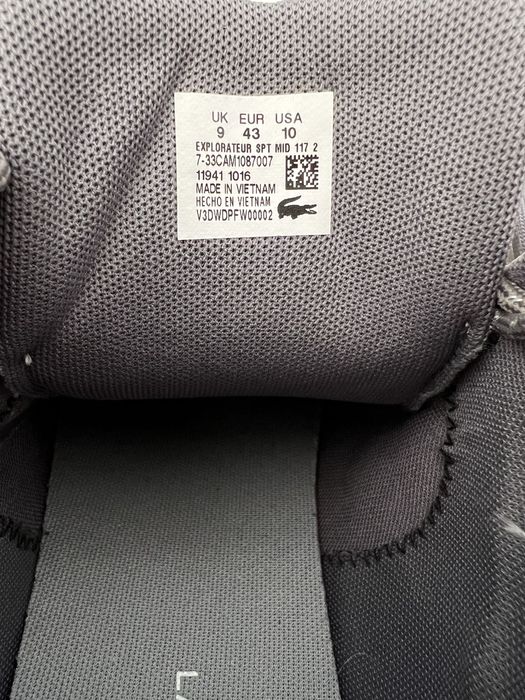 UK EUR USA
9 43 10
EXPLORATEUR SPT MID 117 2
7-33CAM1087007
11941 1016
MADE IN VIETNAM
HECHO EN VIETNAM
V3DWDPFW00002
LA